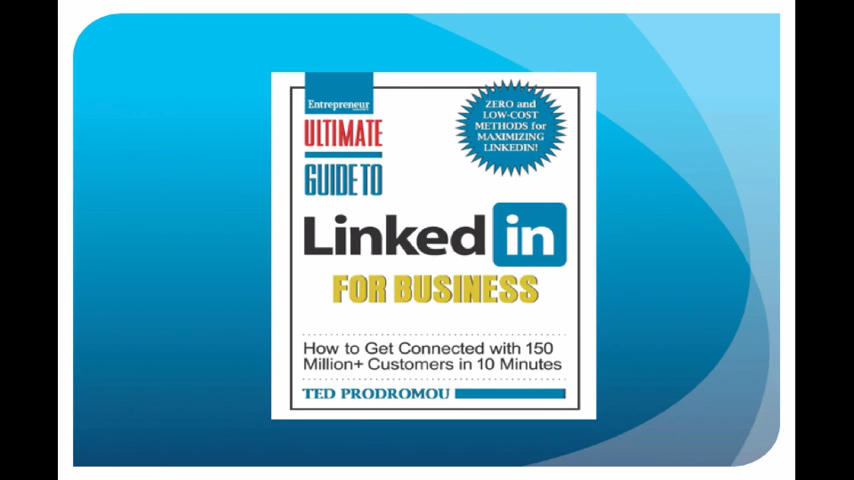 Entrepreneur
ULTIMATE
GUIDE TO
ZERO and
LOW-COST
METHODS for
MAXIMIZING
LINKEDIN!
Linked in
FOR BUSINESS
How to Get Connected with 150
Million+ Customers in 10 Minutes
TED PRODROMOU